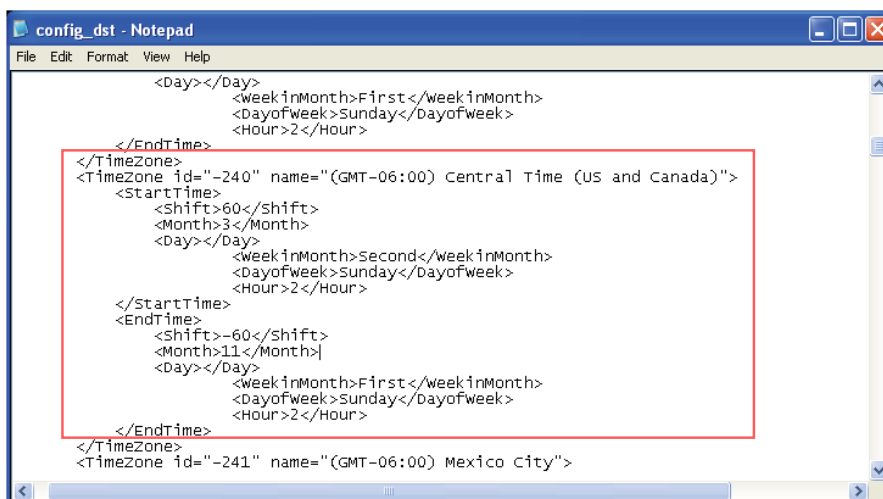 config_dst - Notepad
File Edit Format View Help
<Day></Day>
<WeekinMonth>First</WeekinMonth>
<DayofWeek>Sunday</DayofWeek>
<Hour>2</Hour>
</EndTime>
</TimeZone>
<TimeZone id="-240" name="(GMT-06:00) Central Time (US and Canada)">
<StartTime>
<Shift>60</Shift>
<Month>3</Month>
<Day></Day>
<WeekinMonth>Second</WeekinMonth>
<DayofWeek>Sunday</DayofWeek>
<Hour>2</Hour>
</StartTime>
<EndTime>
<Shift>-60</Shift>
<Month>11</Month>
<Day></Day>
<WeekinMonth>First</WeekinMonth>
<DayofWeek>Sunday</DayofWeek>
<Hour>2</Hour>
</EndTime>
</TimeZone>
<TimeZone id="-241" name="(GMT-06:00) Mexico City">